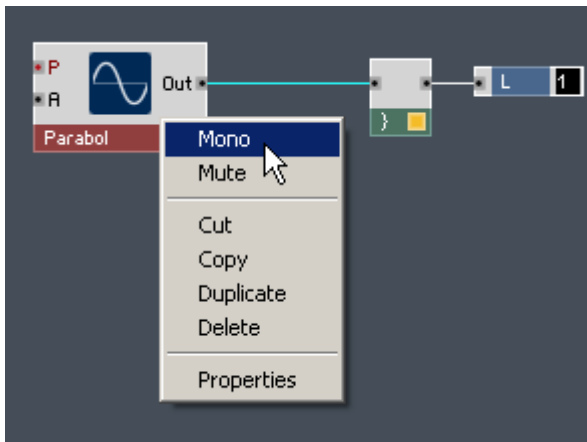 P
A
Out
L 1
Parabol
}
Mono
Mute
Cut
Copy
Duplicate
Delete
Properties